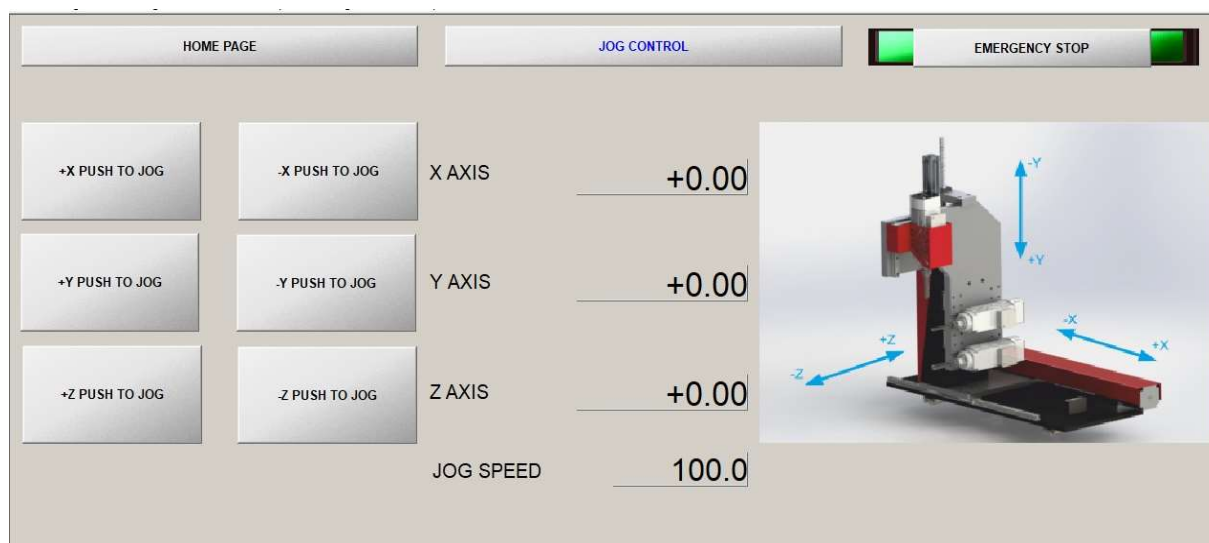 HOME PAGE
JOG CONTROL
EMERGENCY STOP
+X PUSH TO JOG
-X PUSH TO JOG
X AXIS
+0.00
+Y PUSH TO JOG
-Y PUSH TO JOG
Y AXIS
+0.00
+Z PUSH TO JOG
-Z PUSH TO JOG
Z AXIS
+0.00
JOG SPEED
100.0
-Y
+Y
-X
+X
+Z
-Z